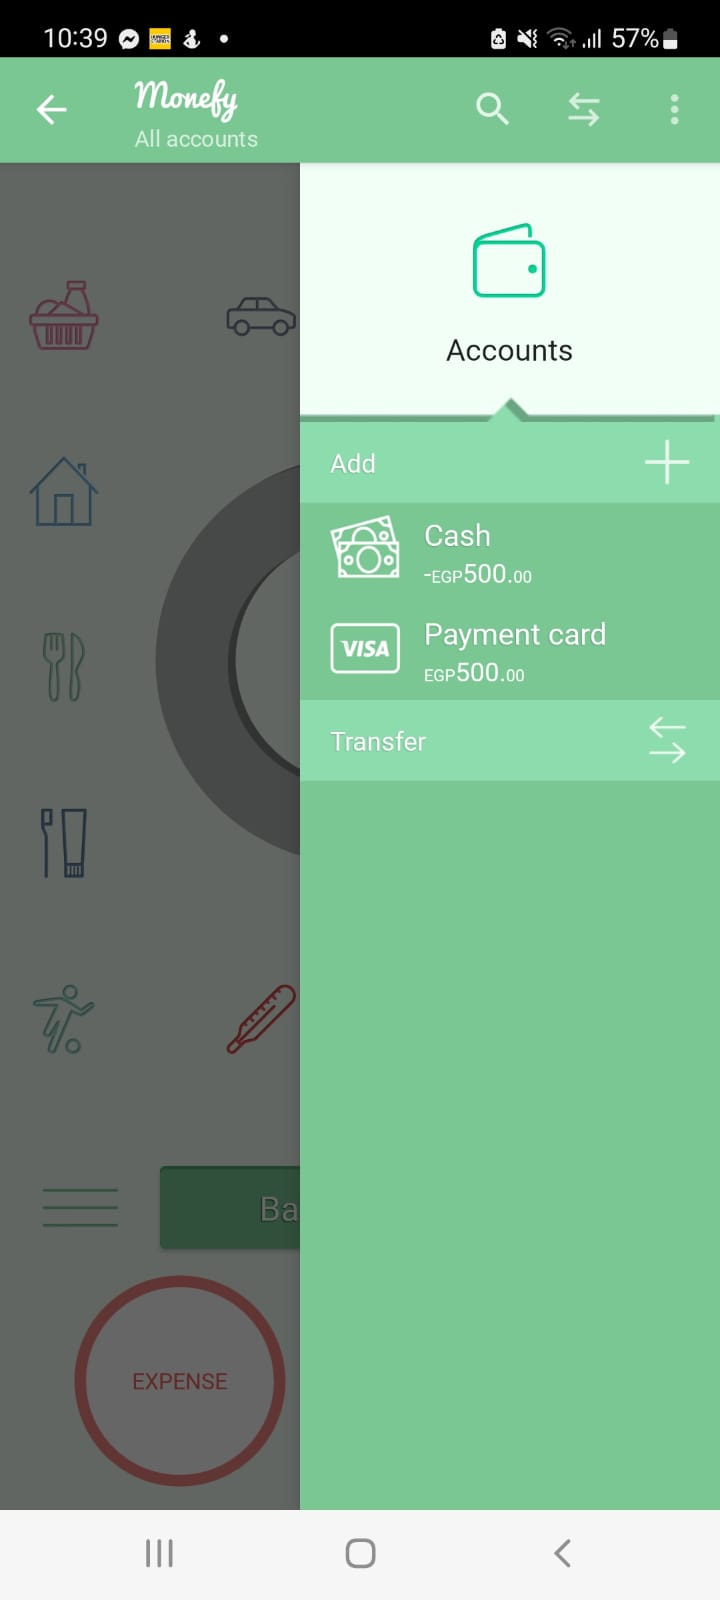 10:39
57%
Monefy
All accounts
Accounts
Add
Cash
-EGP500.00
VISA
Payment card
EGP500.00
Transfer
Ba
EXPENSE